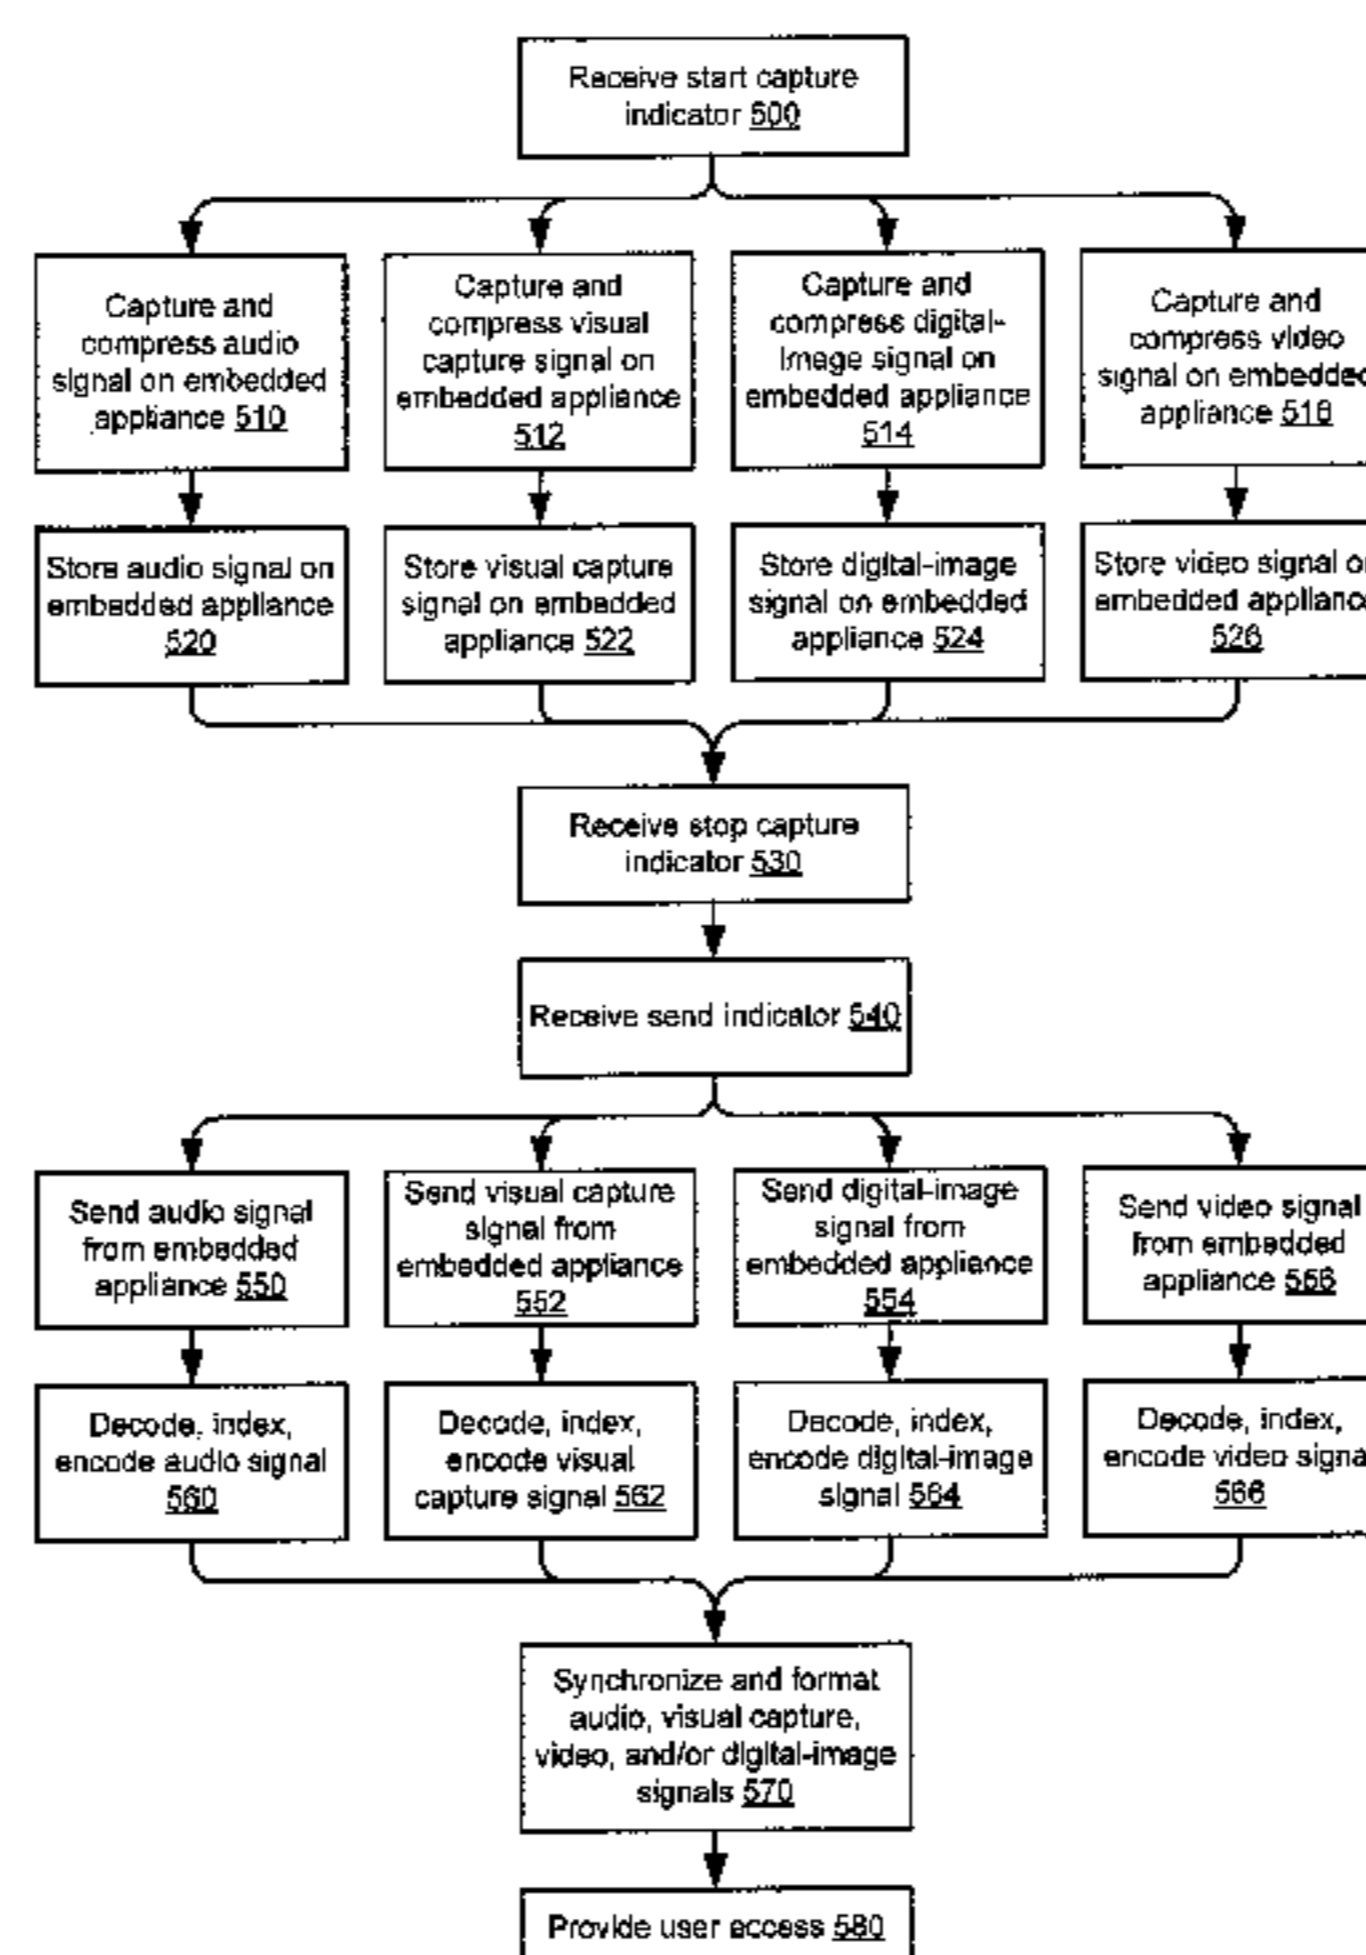 Receive start capture
indicator 500
Capture and
compress audio
signal on embedded
appliance 510
Capture and
compress visual
capture signal on
embedded appliance
512
Capture and
compress digital-
image signal on
embedded appliance
514
Capture and
compress video
signal on embedded
appliance 516
Store audio signal on
embedded appliance
520
Store visual capture
signal on embedded
appliance 522
Store digital-image
signal on embedded
appliance 524
Store video signal on
embedded appliance
526
Receive stop capture
indicator 530
Receive send indicator 540
Send audio signal
from embedded
appliance 550
Send visual capture
signal from
embedded appliance
552
Send digital-image
signal from
embedded appliance
554
Send video signal
from embedded
appliance 556
Decode, index,
encode audio signal
560
Decode, index,
encode visual
capture signal 562
Decode, index,
encode digital-image
signal 564
Decode, index,
encode video signal
566
Synchronize and format
audio, visual capture,
video, and/or digital-image
signals 570
Provide user access 580